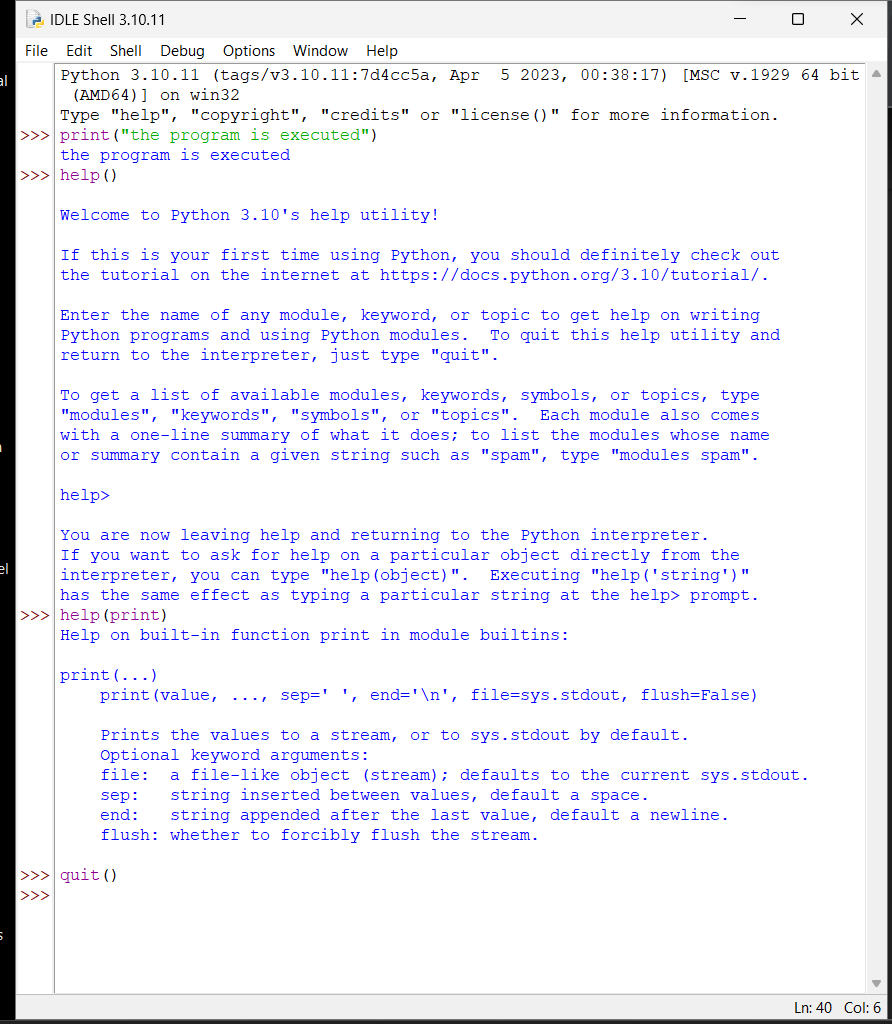 IDLE Shell 3.10.11
File Edit Shell Debug Options Window Help
Python 3.10.11 (tags/v3.10.11:7d4cc5a, Apr  5 2023, 00:38:17) [MSC v.1929 64 bit
 (AMD64)] on win32
Type "help", "copyright", "credits" or "license()" for more information.
>>> print("the program is executed")
the program is executed
>>> help()
Welcome to Python 3.10's help utility!
If this is your first time using Python, you should definitely check out
the tutorial on the internet at https://docs.python.org/3.10/tutorial/.
Enter the name of any module, keyword, or topic to get help on writing
Python programs and using Python modules.  To quit this help utility and
return to the interpreter, just type "quit".
To get a list of available modules, keywords, symbols, or topics, type
"modules", "keywords", "symbols", or "topics".  Each module also comes
with a one-line summary of what it does; to list the modules whose name
or summary contain a given string such as "spam", type "modules spam".
help>
You are now leaving help and returning to the Python interpreter.
If you want to ask for help on a particular object directly from the
interpreter, you can type "help(object)".  Executing "help('string')"
has the same effect as typing a particular string at the help> prompt.
>>> help(print)
Help on built-in function print in module builtins:
print(...)
    print(value, ..., sep=' ', end='\n', file=sys.stdout, flush=False)
    Prints the values to a stream, or to sys.stdout by default.
    Optional keyword arguments:
    file:  a file-like object (stream); defaults to the current sys.stdout.
    sep:   string inserted between values, default a space.
    end:   string appended after the last value, default a newline.
    flush: whether to forcibly flush the stream.
>>> quit()
>>>
Ln: 40 Col: 6